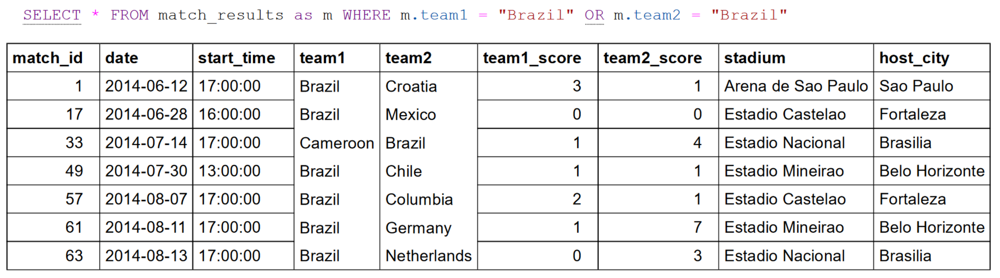 SELECT * FROM match_results as m WHERE m.team1 = "Brazil" OR m.team2 = "Brazil"
match_id date start_time team1 team2 team1_score team2_score stadium host_city
1 2014-06-12 17:00:00 Brazil Croatia 3 1 Arena de Sao Paulo Sao Paulo
17 2014-06-28 16:00:00 Brazil Mexico 0 0 Estadio Castelao Fortaleza
33 2014-07-14 17:00:00 Cameroon Brazil 1 4 Estadio Nacional Brasilia
49 2014-07-30 13:00:00 Brazil Chile 1 1 Estadio Mineirao Belo Horizonte
57 2014-08-07 17:00:00 Brazil Columbia 2 1 Estadio Castelao Fortaleza
61 2014-08-11 17:00:00 Brazil Germany 1 7 Estadio Mineirao Belo Horizonte
63 2014-08-13 17:00:00 Brazil Netherlands 0 3 Estadio Nacional Brasilia